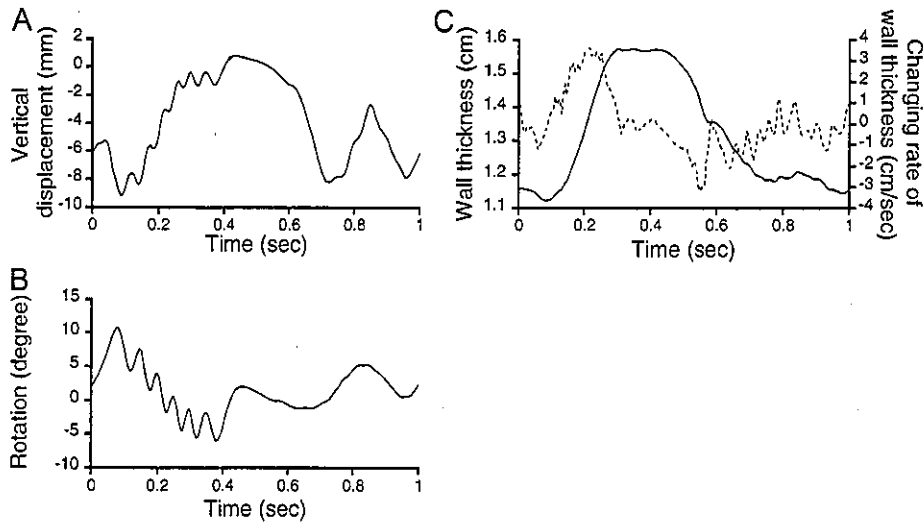 A
Vertical
displacement (mm)
2
0
-2
-4
-6
-8
-10
0 0.2 0.4 0.6 0.8 1
Time (sec)
C
Wall thickness (cm)
1.6
1.5
1.4
1.3
1.2
1.1
0 0.2 0.4 0.6 0.8 1
Time (sec)
4
3
2
1
0
-1
-2
-3
-4
Changing rate of
wall thickness (cm/sec)
B
Rotation (degree)
15
10
5
0
-5
-10
0 0.2 0.4 0.6 0.8 1
Time (sec)